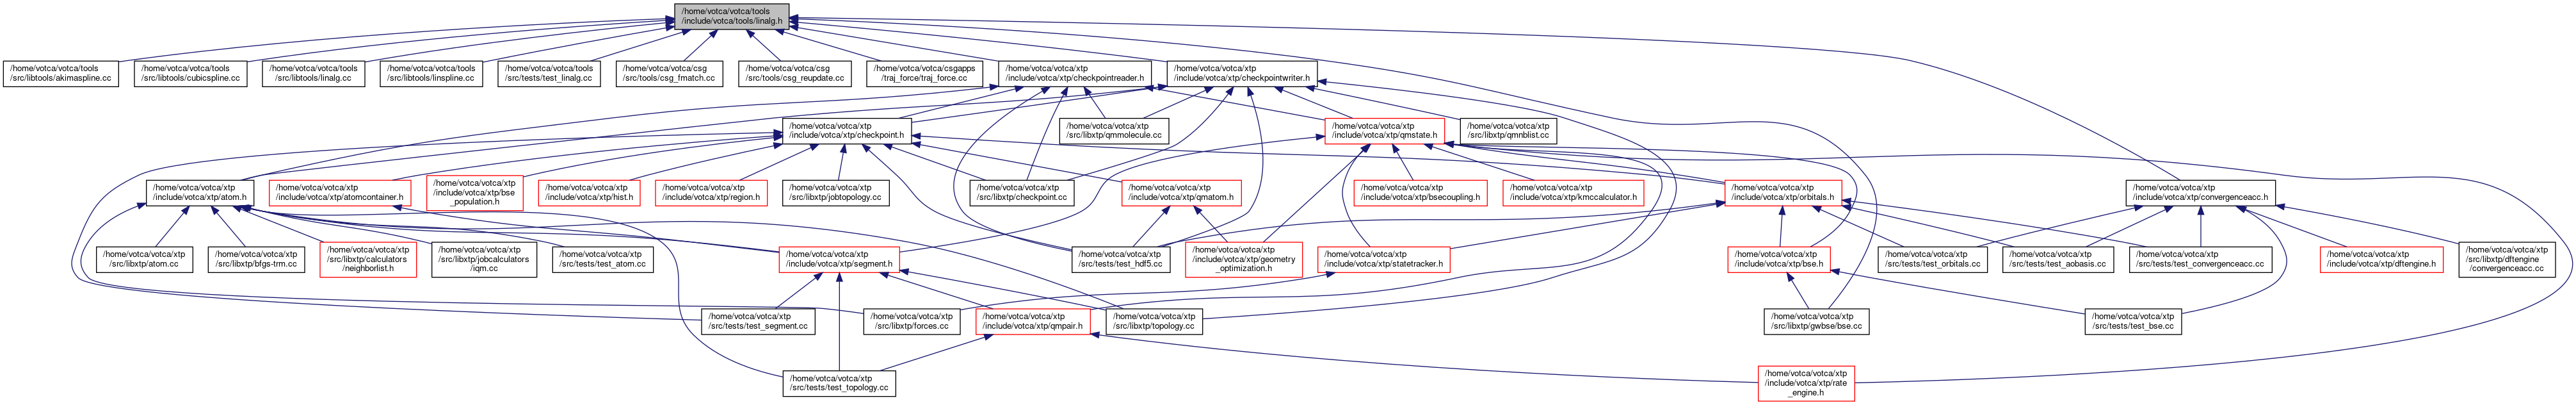 /home/votca/votca/tools
/include/votca/tools/linalg.h
/home/votca/votca/tools
/src/libtools/akimaspline.cc
/home/votca/votca/tools
/src/libtools/cubicspline.cc
/home/votca/votca/tools
/src/libtools/linalg.cc
/home/votca/votca/tools
/src/libtools/linspline.cc
/home/votca/votca/tools
/src/tests/test_linalg.cc
/home/votca/votca/csg
/src/tools/csg_fmatch.cc
/home/votca/votca/csg
/src/tools/csg_reupdate.cc
/home/votca/votca/csgapps
/traj_force/traj_force.cc
/home/votca/votca/xtp
/include/votca/xtp/checkpointreader.h
/home/votca/votca/xtp
/include/votca/xtp/checkpointwriter.h
/home/votca/votca/xtp
/include/votca/xtp/checkpoint.h
/home/votca/votca/xtp
/src/libxtp/qmmolecule.cc
/home/votca/votca/xtp
/include/votca/xtp/qmstate.h
/home/votca/votca/xtp
/src/libxtp/qmnblist.cc
/home/votca/votca/xtp
/include/votca/xtp/atom.h
/home/votca/votca/xtp
/include/votca/xtp/atomcontainer.h
/home/votca/votca/xtp
/include/votca/xtp/bse
_population.h
/home/votca/votca/xtp
/include/votca/xtp/hist.h
/home/votca/votca/xtp
/include/votca/xtp/region.h
/home/votca/votca/xtp
/src/libxtp/jobtopology.cc
/home/votca/votca/xtp
/src/libxtp/checkpoint.cc
/home/votca/votca/xtp
/include/votca/xtp/qmatom.h
/home/votca/votca/xtp
/include/votca/xtp/bsecoupling.h
/home/votca/votca/xtp
/include/votca/xtp/kmccalculator.h
/home/votca/votca/xtp
/include/votca/xtp/orbitals.h
/home/votca/votca/xtp
/include/votca/xtp/convergenceacc.h
/home/votca/votca/xtp
/src/libxtp/atom.cc
/home/votca/votca/xtp
/src/libxtp/bfgs-trm.cc
/home/votca/votca/xtp
/src/libxtp/calculators
/neighborlist.h
/home/votca/votca/xtp
/src/libxtp/jobcalculators
/iqm.cc
/home/votca/votca/xtp
/src/tests/test_atom.cc
/home/votca/votca/xtp
/include/votca/xtp/segment.h
/home/votca/votca/xtp
/src/tests/test_hdf5.cc
/home/votca/votca/xtp
/include/votca/xtp/geometry
_optimization.h
/home/votca/votca/xtp
/include/votca/xtp/statetracker.h
/home/votca/votca/xtp
/include/votca/xtp/bse.h
/home/votca/votca/xtp
/src/tests/test_orbitals.cc
/home/votca/votca/xtp
/src/tests/test_aobasis.cc
/home/votca/votca/xtp
/src/tests/test_convergenceacc.cc
/home/votca/votca/xtp
/include/votca/xtp/dftengine.h
/home/votca/votca/xtp
/src/libxtp/dftengine
/convergenceacc.cc
/home/votca/votca/xtp
/src/tests/test_segment.cc
/home/votca/votca/xtp
/src/libxtp/forces.cc
/home/votca/votca/xtp
/include/votca/xtp/qmpair.h
/home/votca/votca/xtp
/src/libxtp/topology.cc
/home/votca/votca/xtp
/src/libxtp/gwbse/bse.cc
/home/votca/votca/xtp
/src/tests/test_bse.cc
/home/votca/votca/xtp
/src/tests/test_topology.cc
/home/votca/votca/xtp
/include/votca/xtp/rate
_engine.h